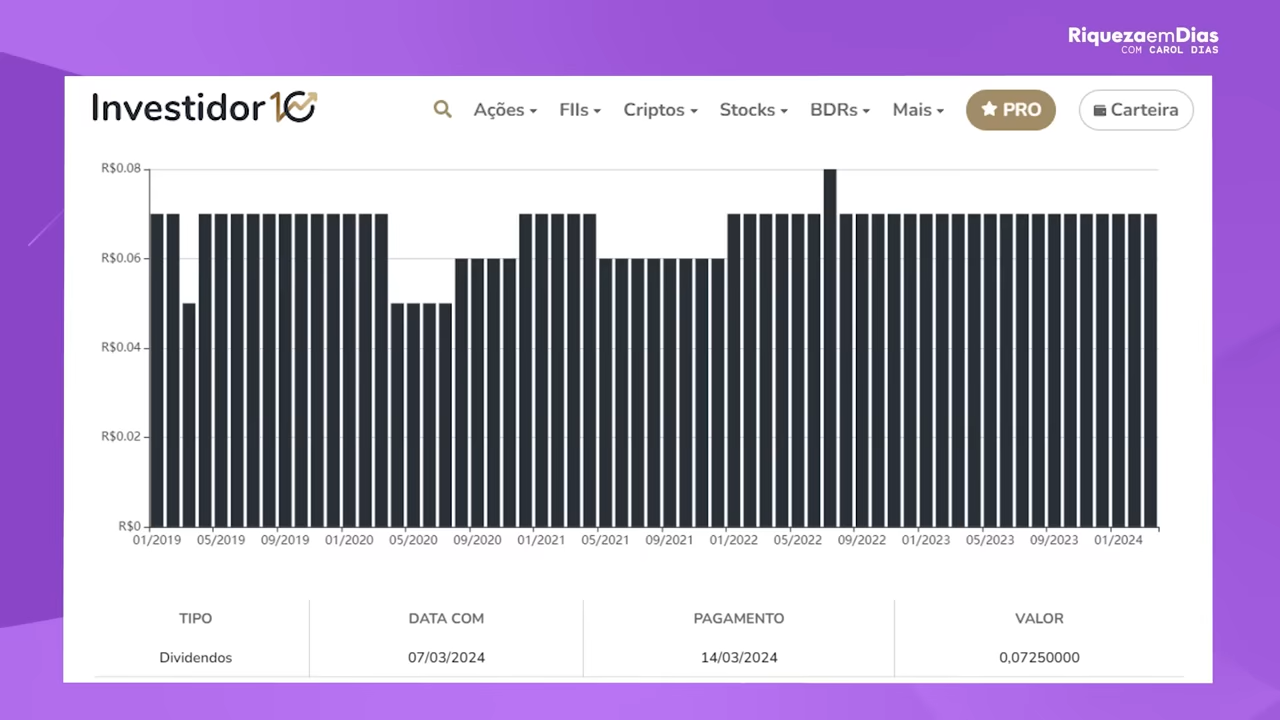 RiquezaemDias
COM CAROL DIAS
Investidor 10
Ações
FIIs
Criptos
Stocks
BDRs
Mais
PRO
Carteira
R$0.08
R$0.06
R$0.04
R$0.02
R$0
01/2019 05/2019 09/2019 01/2020 05/2020 09/2020 01/2021 05/2021 09/2021 01/2022 05/2022 09/2022 01/2023 05/2023 09/2023 01/2024
TIPO DATA COM PAGAMENTO VALOR
Dividendos 07/03/2024 14/03/2024 0,07250000